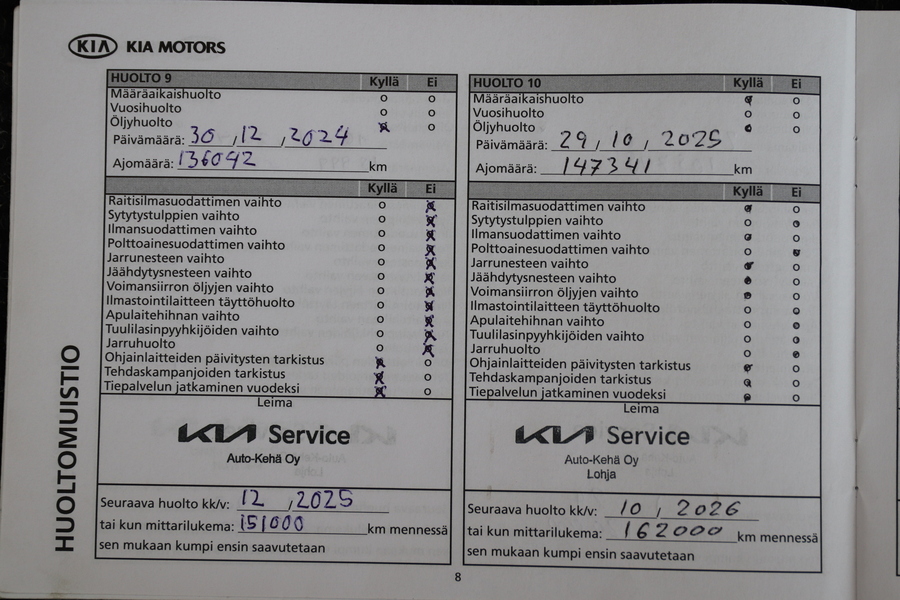 KIA KIA MOTORS
HUOLTO 9 Kyllä Ei
Määräaikaishuolto
Vuosihuolto
Öljyhuolto
Päivämäärä: 30 , 12 , 2024
Ajomäärä: 136042 km
Kyllä Ei
Raitisilmasuodattimen vaihto
Sytytystulppien vaihto
Ilmansuodattimen vaihto
Polttoainesuodattimen vaihto
Jarrunesteen vaihto
Jäähdytysnesteen vaihto
Voimansiirron öljyjen vaihto
Ilmastointilaitteen täyttöhuolto
Apulaitehihnan vaihto
Tuulilasinpyyhkijöiden vaihto
Jarruhuolto
Ohjainlaitteiden päivitysten tarkistus
Tehdaskampanjoiden tarkistus
Tiepalvelun jatkaminen vuodeksi
Leima
KIA Service
Auto-Kehä Oy
Seuraava huolto kk/v: 12 , 2025
tai kun mittarilukema: 151000 km mennessä
sen mukaan kumpi ensin saavutetaan
HUOLTO 10 Kyllä Ei
Määräaikaishuolto
Vuosihuolto
Öljyhuolto
Päivämäärä: 29 , 10 , 2025
Ajomäärä: 147341 km
Kyllä Ei
Raitisilmasuodattimen vaihto
Sytytystulppien vaihto
Ilmansuodattimen vaihto
Polttoainesuodattimen vaihto
Jarrunesteen vaihto
Jäähdytysnesteen vaihto
Voimansiirron öljyjen vaihto
Ilmastointilaitteen täyttöhuolto
Apulaitehihnan vaihto
Tuulilasinpyyhkijöiden vaihto
Jarruhuolto
Ohjainlaitteiden päivitysten tarkistus
Tehdaskampanjoiden tarkistus
Tiepalvelun jatkaminen vuodeksi
Leima
KIA Service
Auto-Kehä Oy
Lohja
Seuraava huolto kk/v: 10 , 2026
tai kun mittarilukema: 162000 km mennessä
sen mukaan kumpi ensin saavutetaan
HUOLTOMUISTIO
8